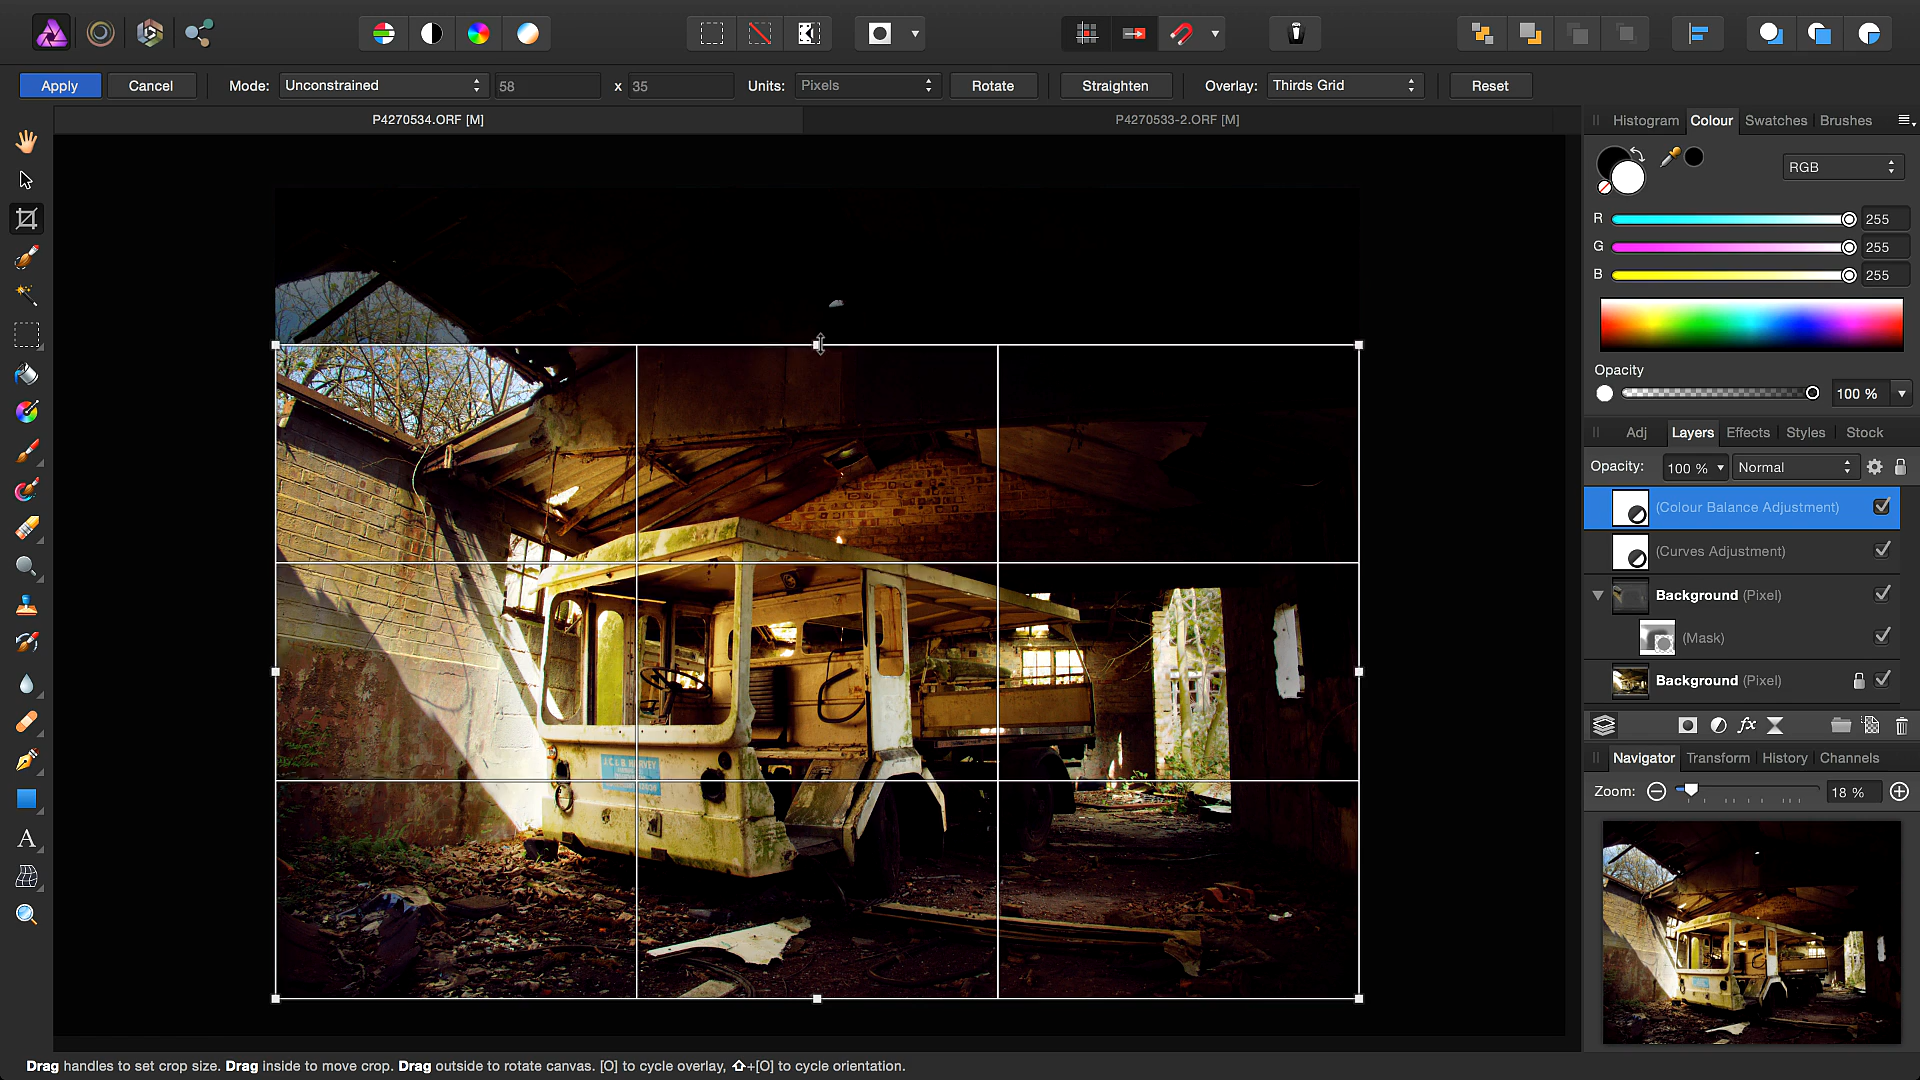 Apply Cancel Mode: Unconstrained 58 x 35 Units: Pixels Rotate Straighten Overlay: Thirds Grid Reset
P4270534.ORF [M] P4270533-2.ORF [M]
Histogram Colour Swatches Brushes
RGB
R 255
G 255
B 255
Opacity
100 %
Adj Layers Effects Styles Stock
Opacity: 100 % Normal
(Colour Balance Adjustment)
(Curves Adjustment)
Background (Pixel)
(Mask)
Background (Pixel)
fx
Navigator Transform History Channels
Zoom: 18 %
J.C & B. HARVEY
A
Drag handles to set crop size. Drag inside to move crop. Drag outside to rotate canvas. [O] to cycle overlay, ⇧+[O] to cycle orientation.